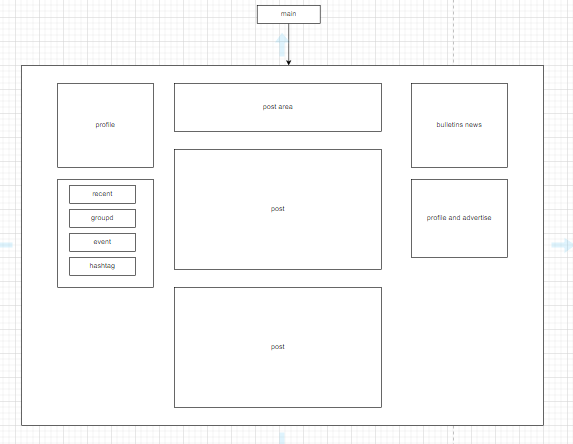 main
profile
post area
bulletins news
recent
groupd
event
hashtag
post
profile and advertise
post